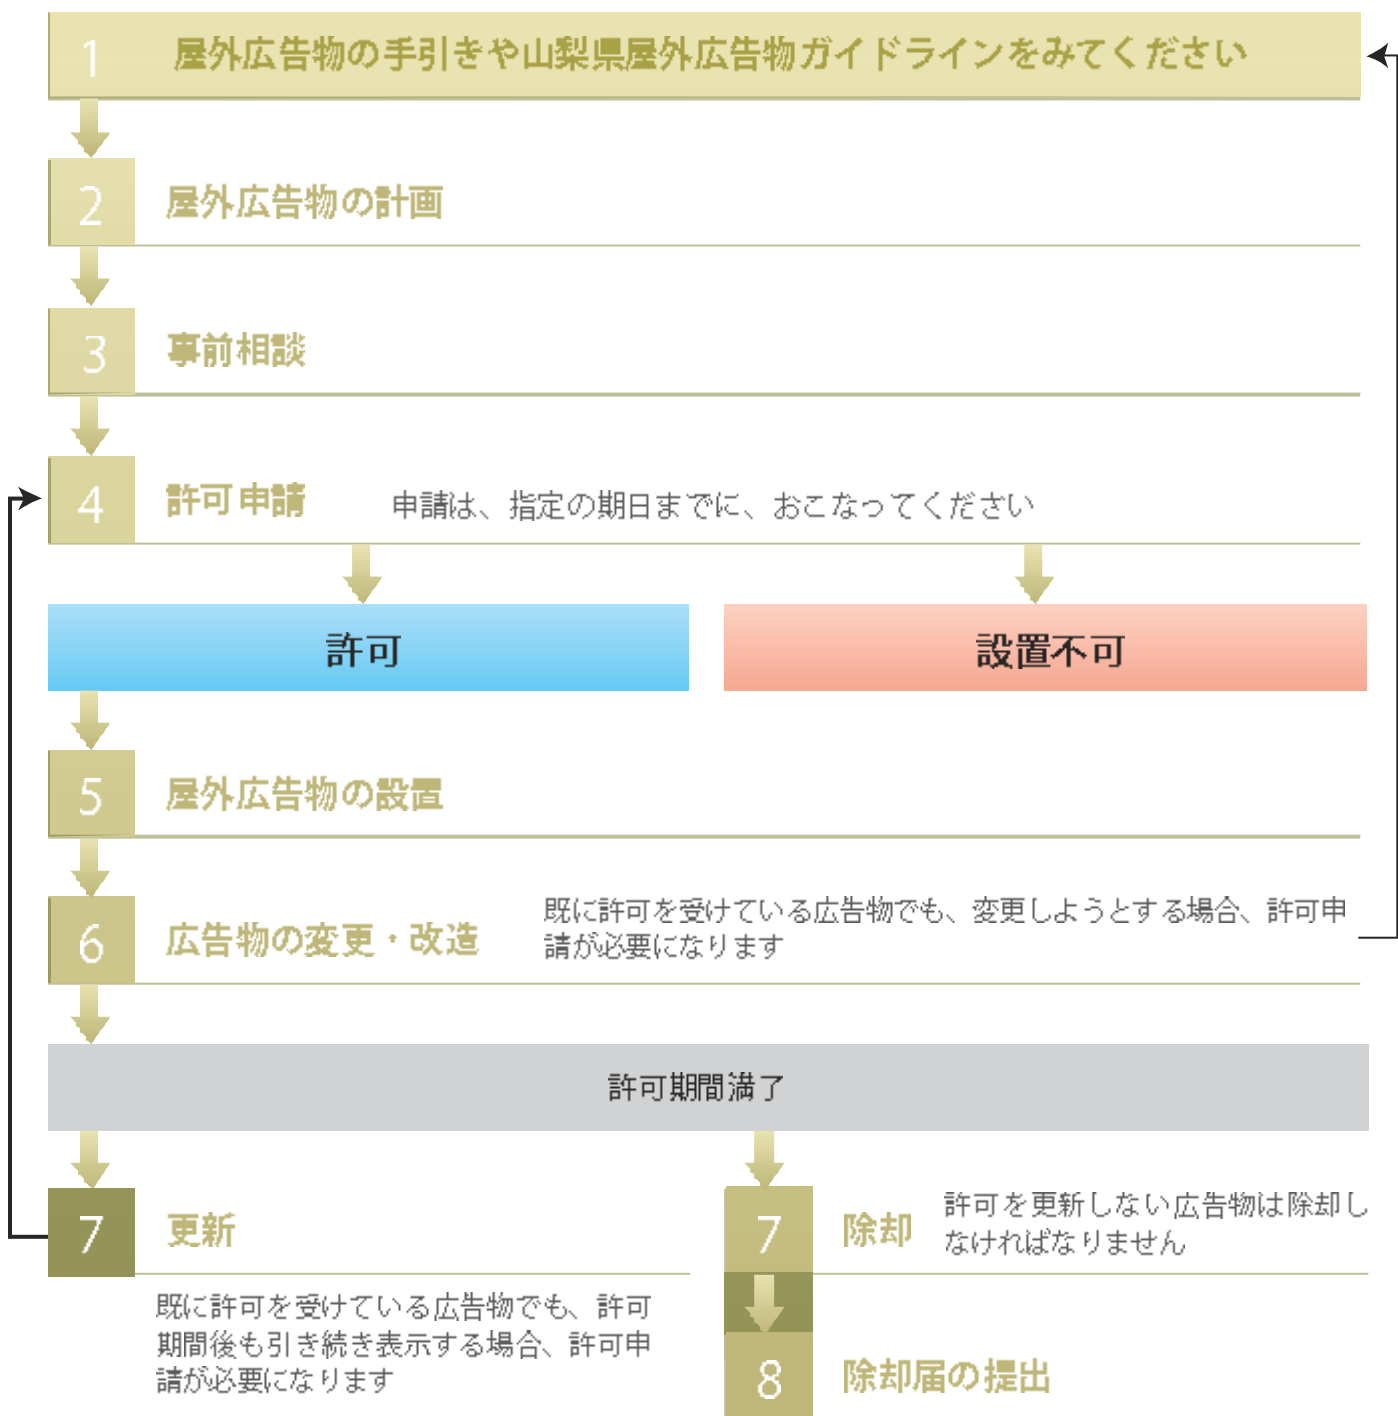 1 屋外広告物の手引きや山梨県屋外広告物ガイドラインをみてください
2 屋外広告物の計画
3 事前相談
4 許可申請 申請は、指定の期日までに、おこなってください
許可 設置不可
5 屋外広告物の設置
6 広告物の変更・改造
既に許可を受けている広告物でも、変更しようとする場合、許可申
請が必要になります
許可期間満了
7 更新
既に許可を受けている広告物でも、許可
期間後も引き続き表示する場合、許可申
請が必要になります
7 除却
許可を更新しない広告物は除却し
なければなりません
8 除却届の提出